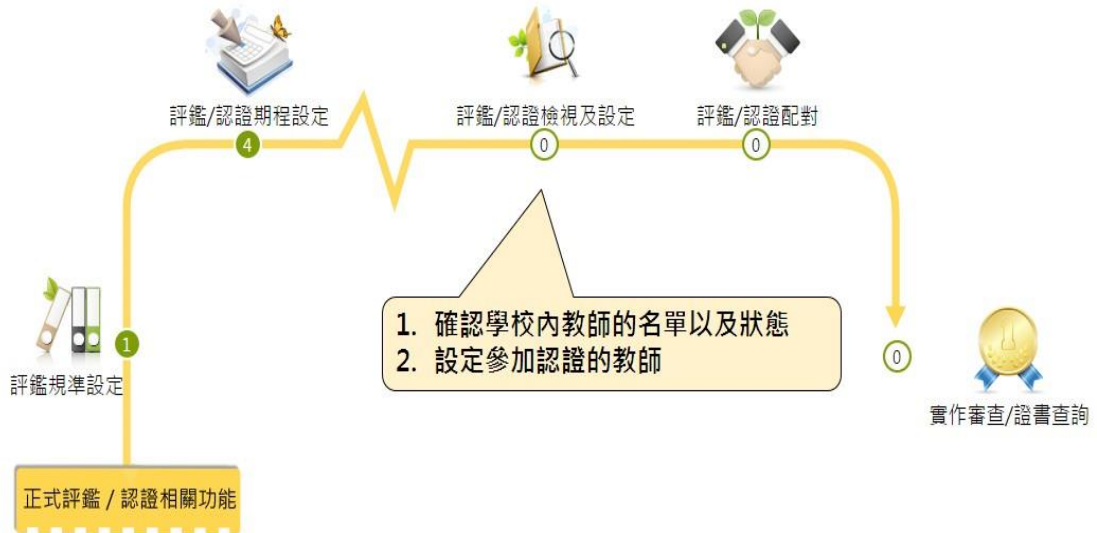 評鑑/認證期程設定
評鑑/認證檢視及設定
評鑑/認證配對
4
0
0
1. 確認學校內教師的名單以及狀態
2. 設定參加認證的教師
1
評鑑規準設定
0
實作審查/證書查詢
正式評鑑 / 認證相關功能